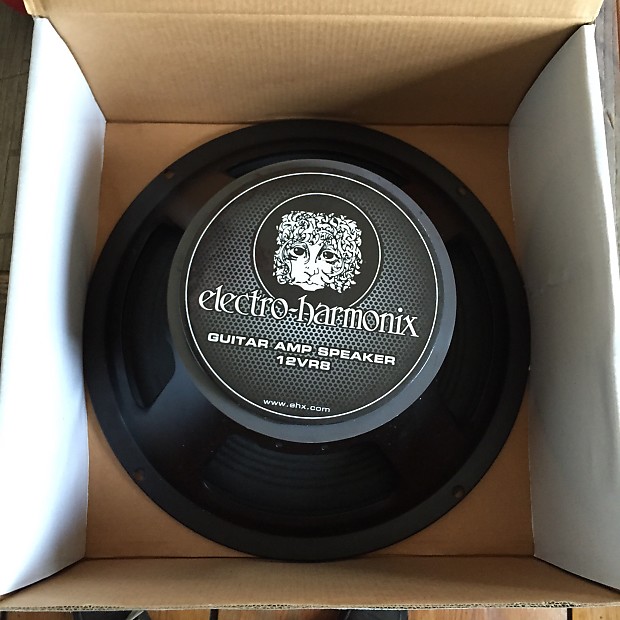 electro-harmonix
GUITAR AMP SPEAKER
12VR8
www.ehx.com